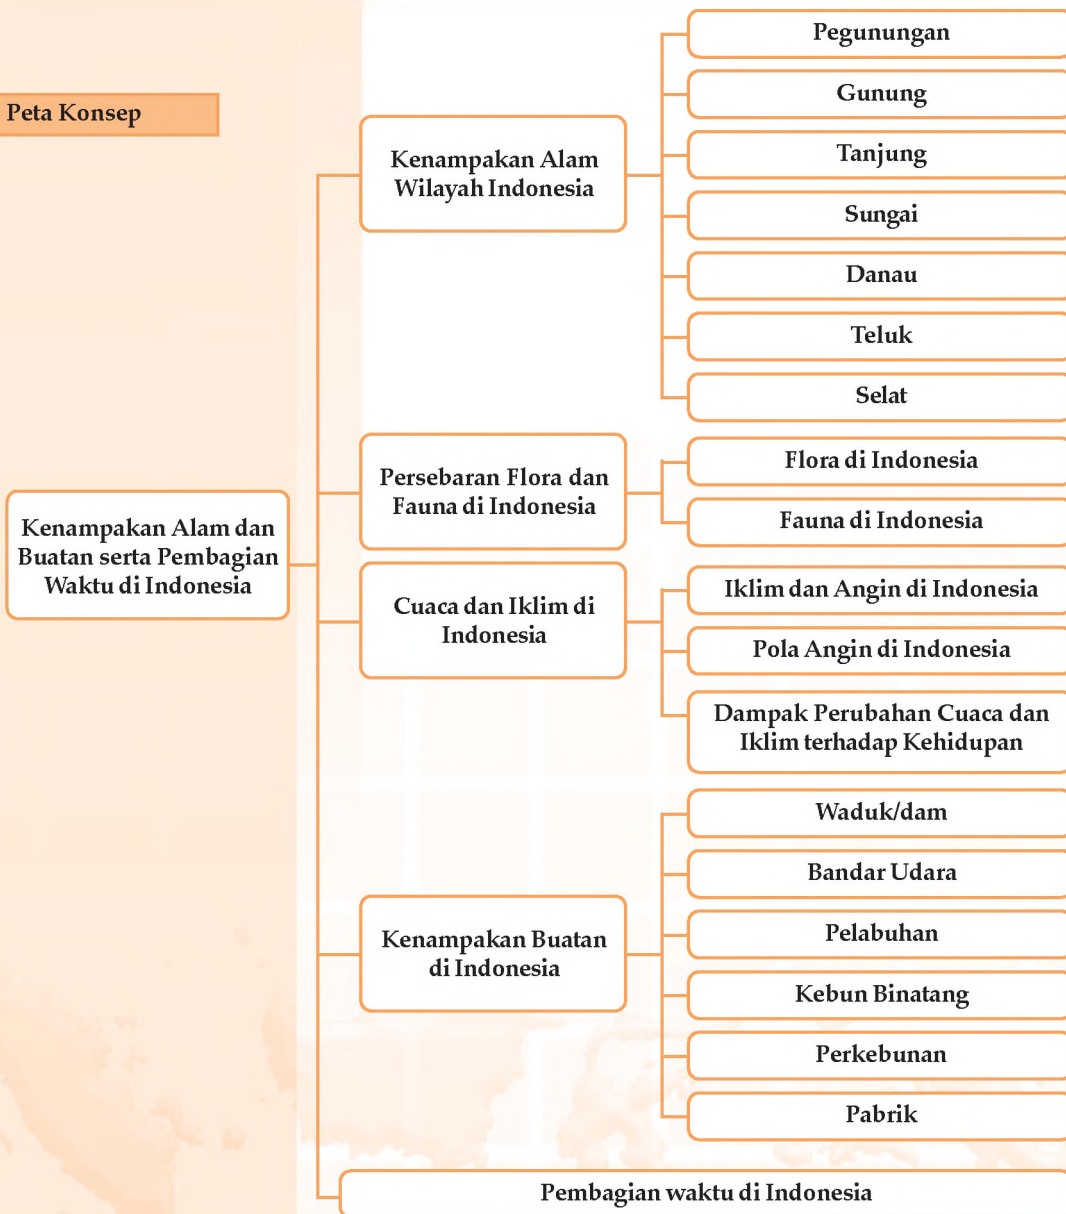 Peta Konsep
Kenampakan Alam dan
Buatan serta Pembagian
Waktu di Indonesia
Kenampakan Alam
Wilayah Indonesia
Pegunungan
Gunung
Tanjung
Sungai
Danau
Teluk
Selat
Persebaran Flora dan
Fauna di Indonesia
Flora di Indonesia
Fauna di Indonesia
Cuaca dan Iklim di
Indonesia
Iklim dan Angin di Indonesia
Pola Angin di Indonesia
Dampak Perubahan Cuaca dan
Iklim terhadap Kehidupan
Kenampakan Buatan
di Indonesia
Waduk/dam
Bandar Udara
Pelabuhan
Kebun Binatang
Perkebunan
Pabrik
Pembagian waktu di Indonesia